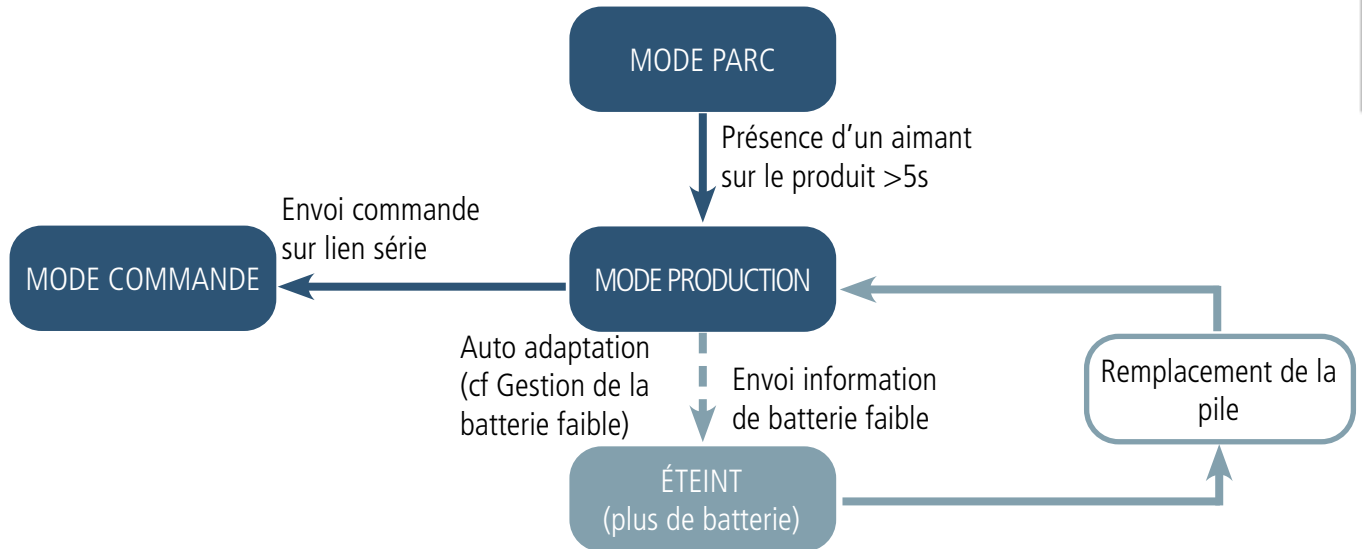 MODE PARC
Présence d’un aimant
sur le produit >5s
Envoi commande
sur lien série
MODE COMMANDE
MODE PRODUCTION
Auto adaptation
(cf Gestion de la
batterie faible)
Envoi information
de batterie faible
Remplacement de la
pile
ÉTEINT
(plus de batterie)